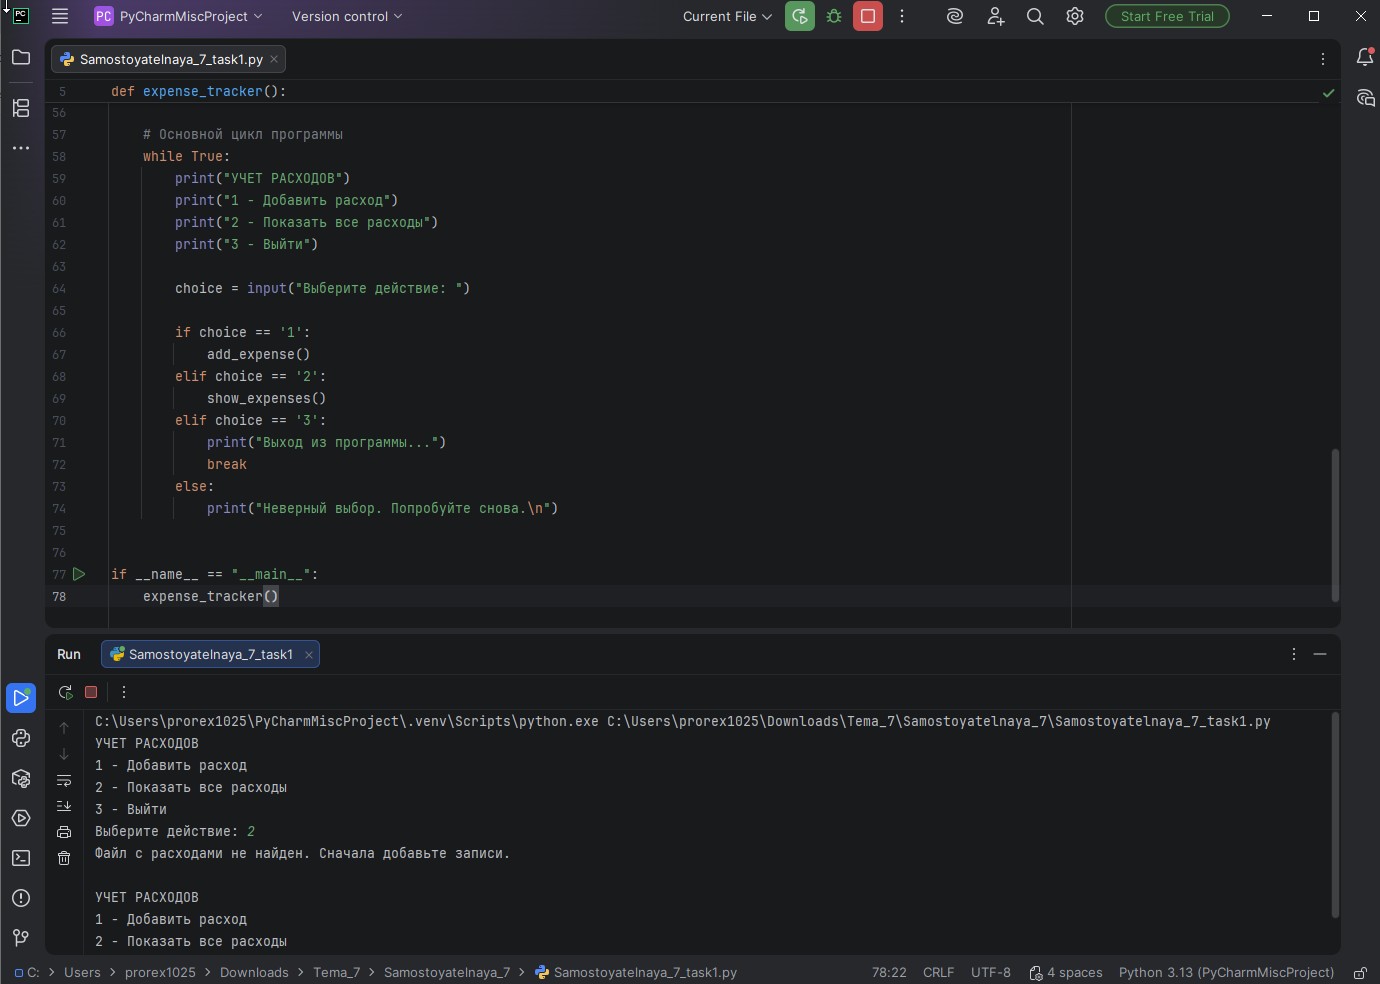 PC
PC PyCharmMiscProject Version control Current File Start Free Trial
Samostoyatelnaya_7_task1.py
5 def expense_tracker():
56
57 # Основной цикл программы
58 while True:
59 print("УЧЕТ РАСХОДОВ")
60 print("1 - Добавить расход")
61 print("2 - Показать все расходы")
62 print("3 - Выйти")
63
64 choice = input("Выберите действие: ")
65
66 if choice == '1':
67 add_expense()
68 elif choice == '2':
69 show_expenses()
70 elif choice == '3':
71 print("Выход из программы...")
72 break
73 else:
74 print("Неверный выбор. Попробуйте снова.\n")
75
76
77 if __name__ == "__main__":
78 expense_tracker()
Run Samostoyatelnaya_7_task1
C:\Users\prorex1025\PyCharmMiscProject\.venv\Scripts\python.exe C:\Users\prorex1025\Downloads\Tema_7\Samostoyatelnaya_7\Samostoyatelnaya_7_task1.py
УЧЕТ РАСХОДОВ
1 - Добавить расход
2 - Показать все расходы
3 - Выйти
Выберите действие: 2
Файл с расходами не найден. Сначала добавьте записи.
УЧЕТ РАСХОДОВ
1 - Добавить расход
2 - Показать все расходы
C: > Users > prorex1025 > Downloads > Tema_7 > Samostoyatelnaya_7 > Samostoyatelnaya_7_task1.py 78:22 CRLF UTF-8 4 spaces Python 3.13 (PyCharmMiscProject)